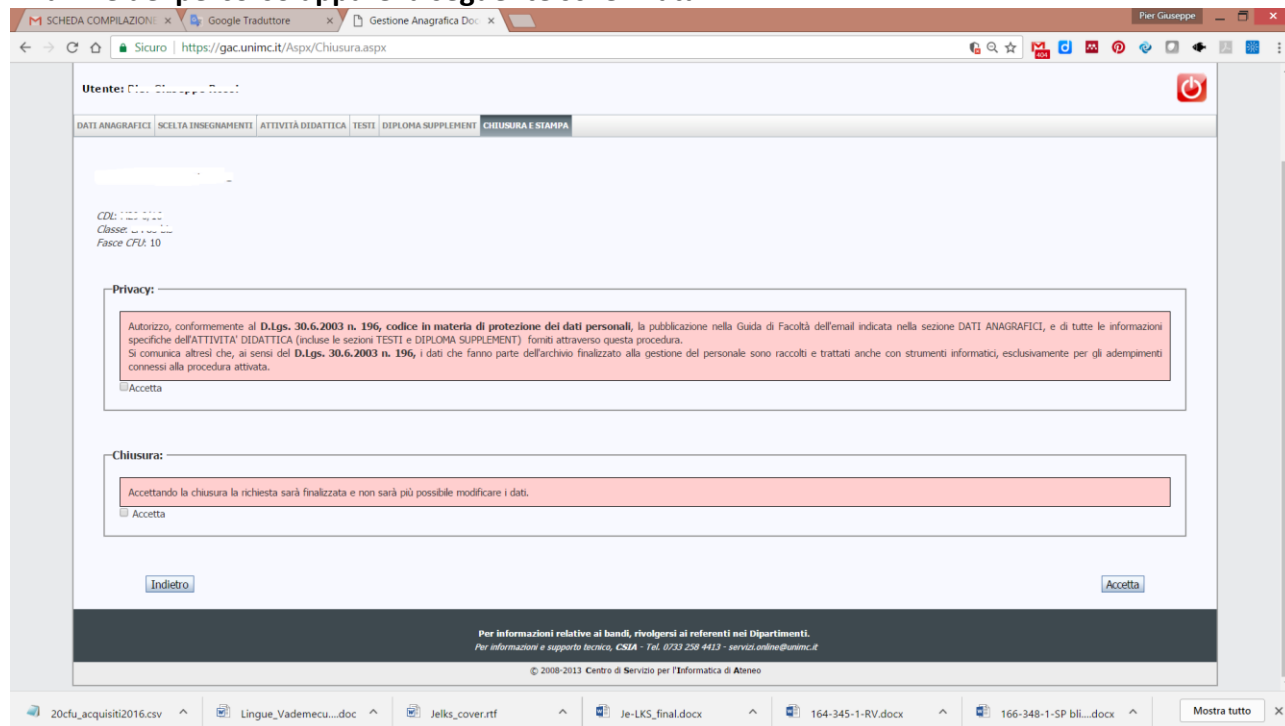 SCHEDA COMPILAZIONE
Google Traduttore
Gestione Anagrafica Doc
Pier Giuseppe
Sicuro | https://gac.unimc.it/Aspx/Chiusura.aspx
404
Utente:
DATI ANAGRAFICI SCELTA INSEGNAMENTI ATTIVITÀ DIDATTICA TESTI DIPLOMA SUPPLEMENT CHIUSURA E STAMPA
CDL:
Classe:
Fasce CFU: 10
Privacy:
Autorizzo, conformemente al D.Lgs. 30.6.2003 n. 196, codice in materia di protezione dei dati personali, la pubblicazione nella Guida di Facoltà dell'email indicata nella sezione DATI ANAGRAFICI, e di tutte le informazioni
specifiche dell'ATTIVITA' DIDATTICA (incluse le sezioni TESTI e DIPLOMA SUPPLEMENT) forniti attraverso questa procedura.
Si comunica altresì che, ai sensi del D.Lgs. 30.6.2003 n. 196, i dati che fanno parte dell'archivio finalizzato alla gestione del personale sono raccolti e trattati anche con strumenti informatici, esclusivamente per gli adempimenti
connessi alla procedura attivata.
Accetta
Chiusura:
Accettando la chiusura la richiesta sarà finalizzata e non sarà più possibile modificare i dati.
Accetta
Indietro
Accetta
Per informazioni relative ai bandi, rivolgersi ai referenti nei Dipartimenti.
Per informazioni e supporto tecnico, CSIA - Tel. 0733 258 4413 - servizi.online@unimc.it
© 2008-2013 Centro di Servizio per l'Informatica di Ateneo
20cfu_acquisiti2016.csv
Lingue_Vademecu....doc
Jelks_cover.rtf
Je-LKS_final.docx
164-345-1-RV.docx
166-348-1-SP bli....docx
Mostra tutto